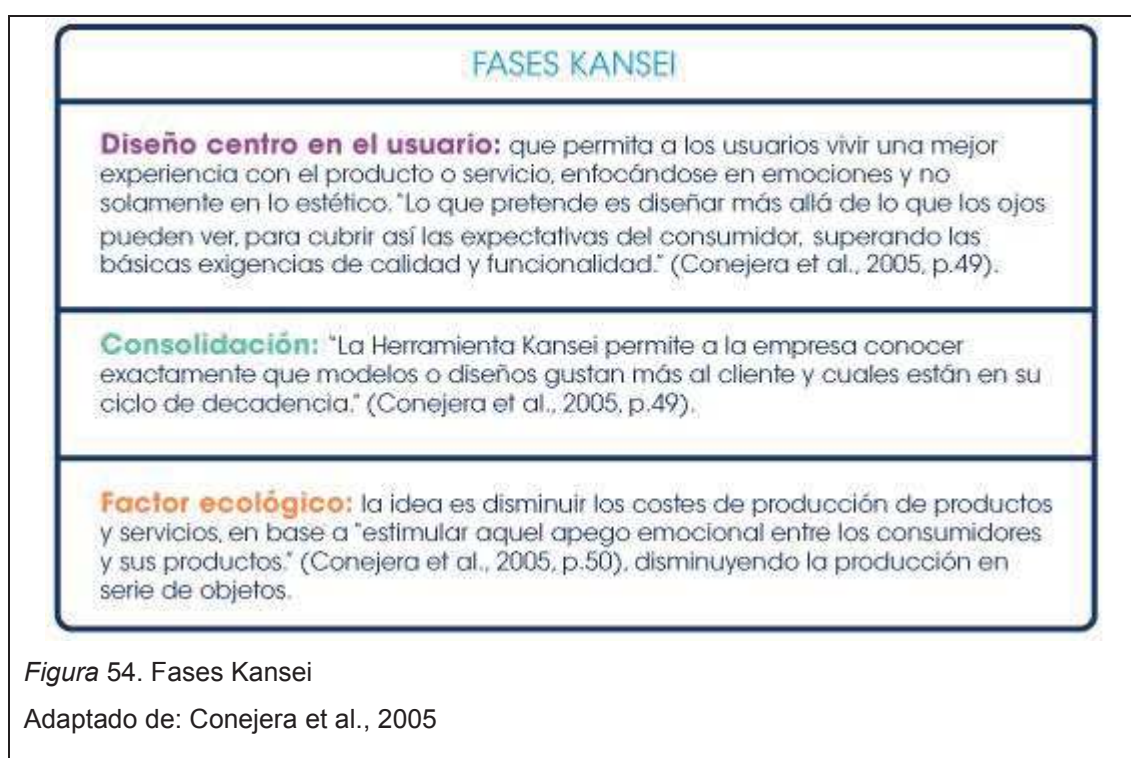 FASES KANSEI
Diseño centro en el usuario: que permita a los usuarios vivir una mejor
experiencia con el producto o servicio, enfocándose en emociones y no
solamente en lo estético. "Lo que pretende es diseñar más allá de lo que los ojos
pueden ver, para cubrir así las expectativas del consumidor, superando las
básicas exigencias de calidad y funcionalidad." (Conejera et al., 2005, p.49).
Consolidación: "La Herramienta Kansei permite a la empresa conocer
exactamente que modelos o diseños gustan más al cliente y cuales están en su
ciclo de decadencia." (Conejera et al., 2005, p.49).
Factor ecológico: la idea es disminuir los costes de producción de productos
y servicios, en base a "estimular aquel apego emocional entre los consumidores
y sus productos." (Conejera et al., 2005, p.50), disminuyendo la producción en
serie de objetos.
Figura 54. Fases Kansei
Adaptado de: Conejera et al., 2005